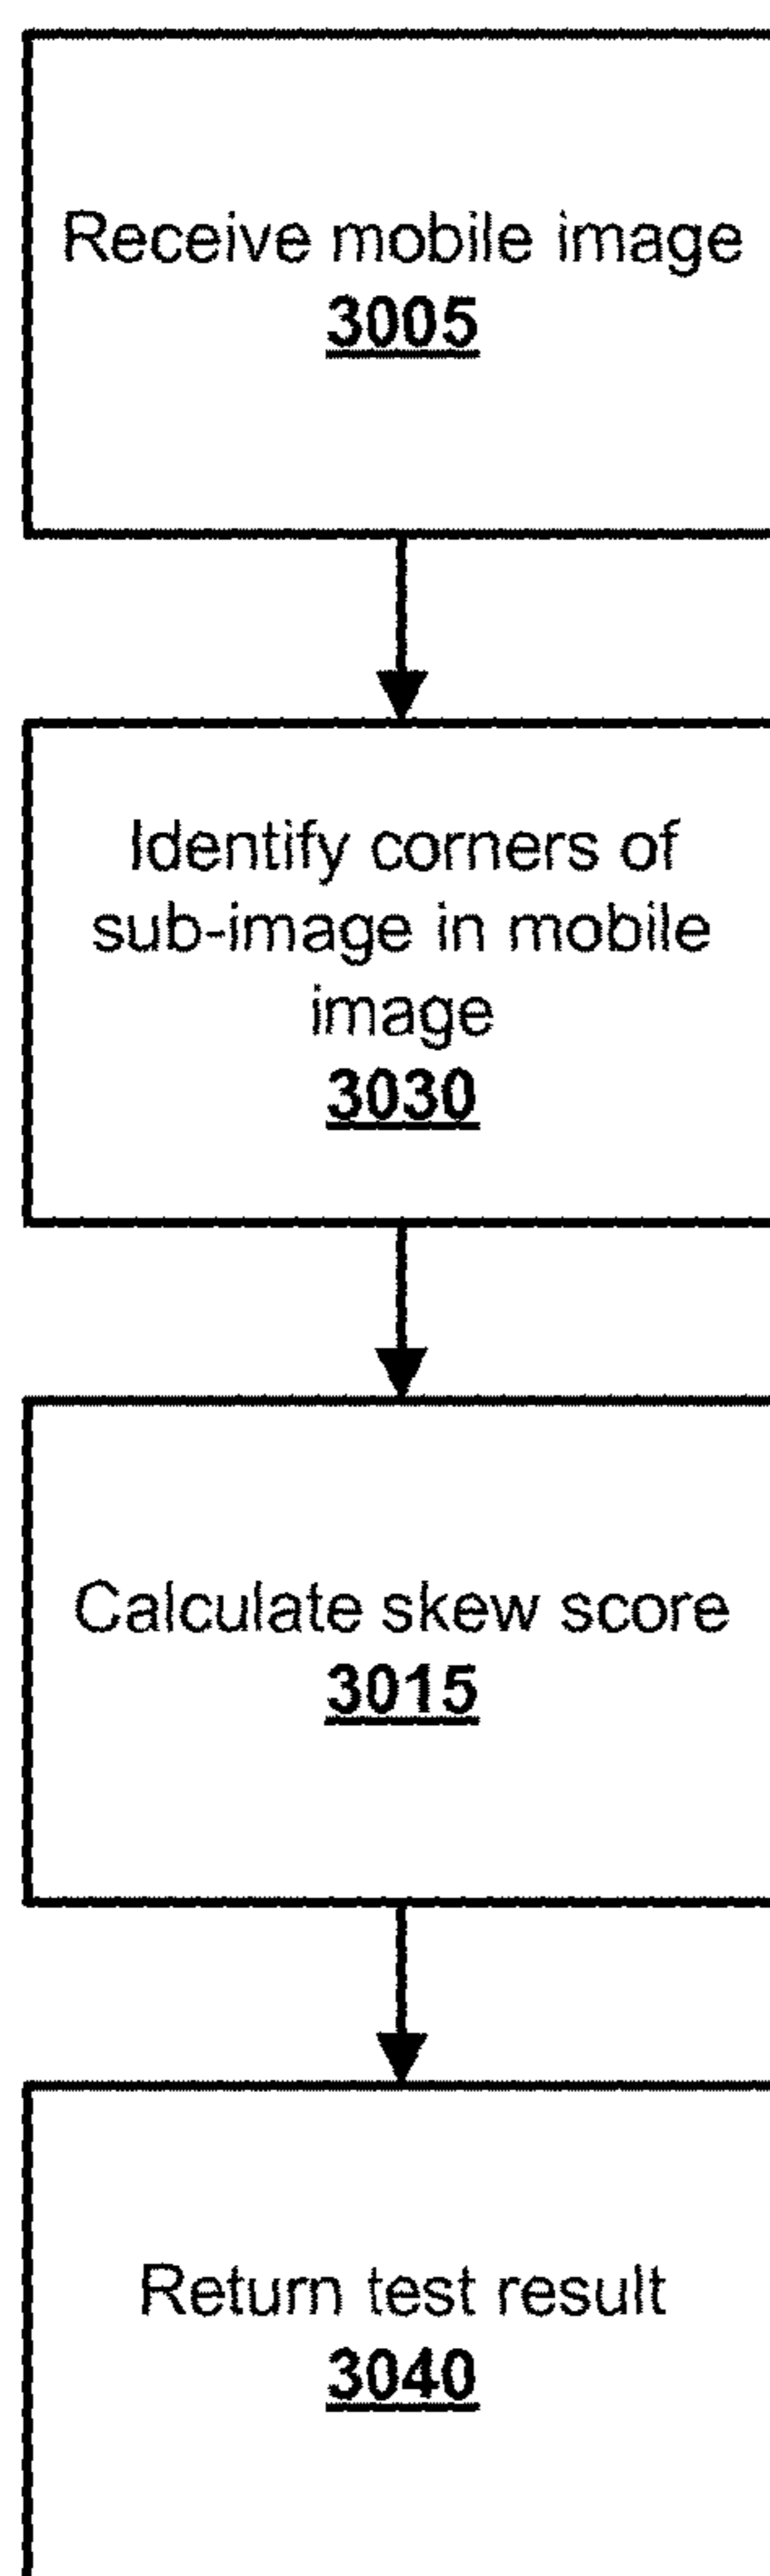 Receive mobile image
3005
Identify corners of
sub-image in mobile
image
3030
Calculate skew score
3015
Return test result
3040